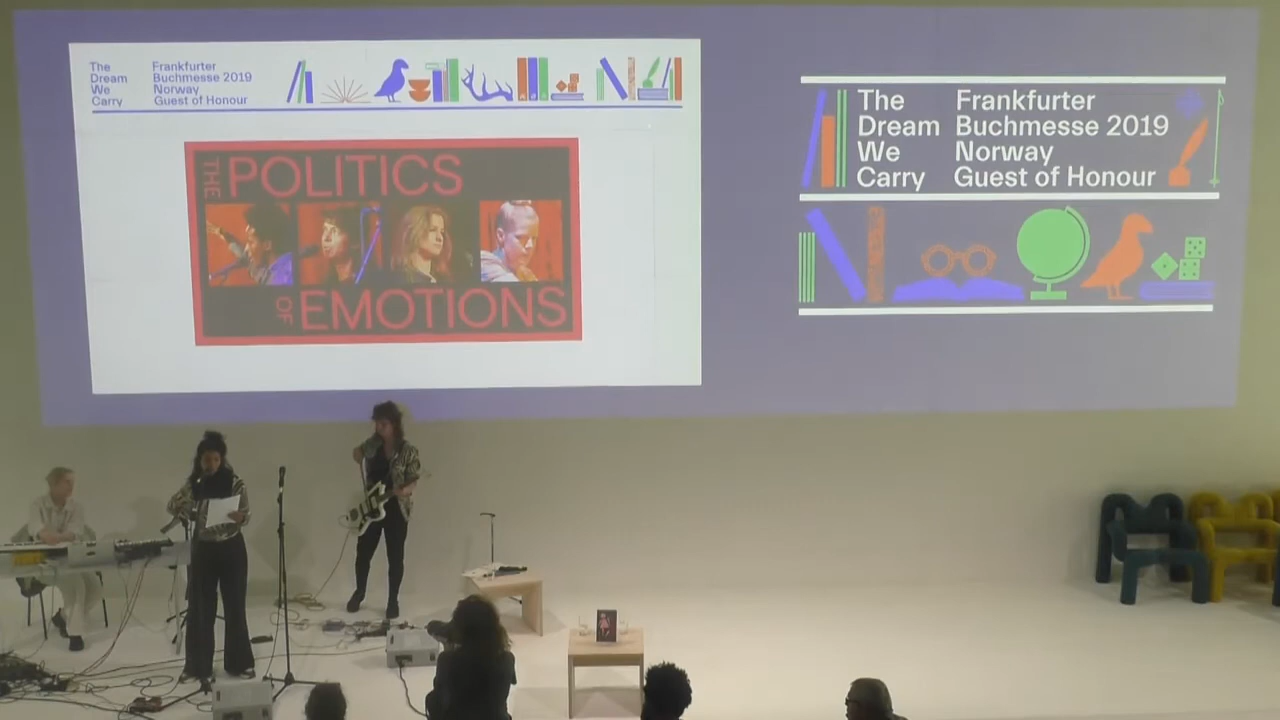 The Dream We Carry
Frankfurter Buchmesse 2019 Norway Guest of Honour
THE POLITICS
OF EMOTIONS
The Dream We Carry
Frankfurter Buchmesse 2019 Norway Guest of Honour